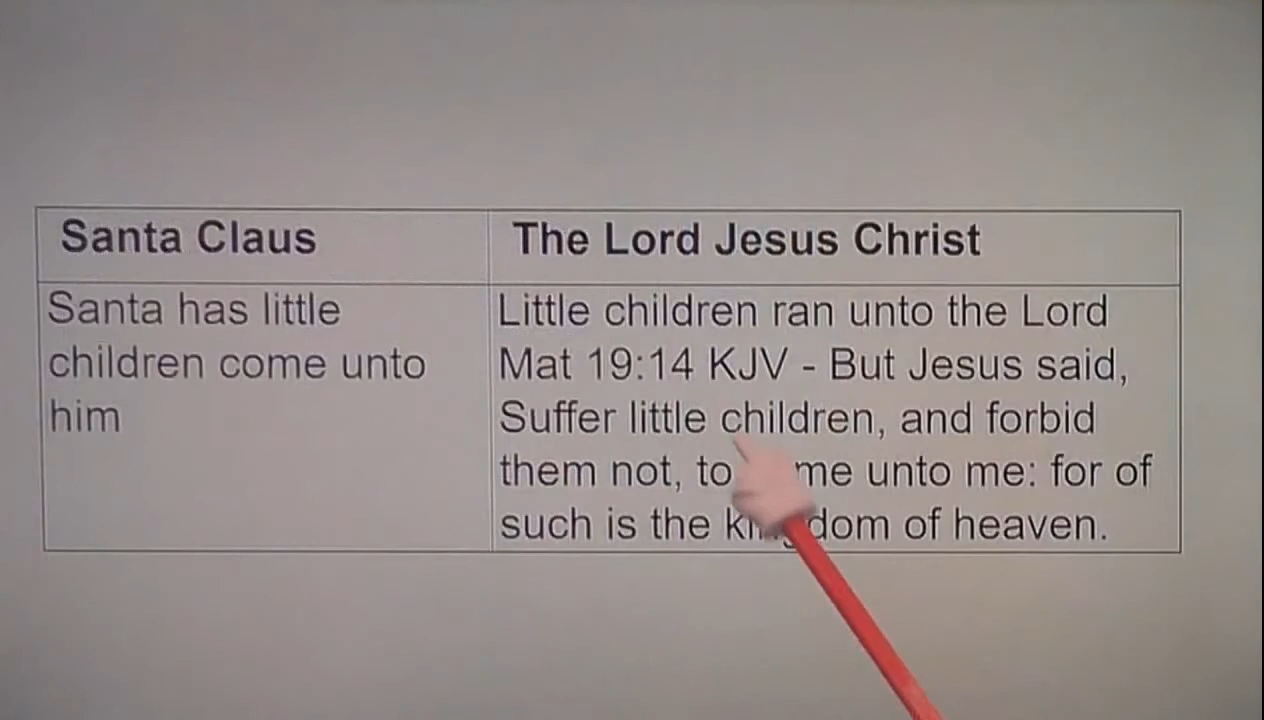 Santa Claus
The Lord Jesus Christ
Santa has little
children come unto
him
Little children ran unto the Lord
Mat 19:14 KJV - But Jesus said,
Suffer little children, and forbid
them not, to me unto me: for of
such is the dom of heaven.